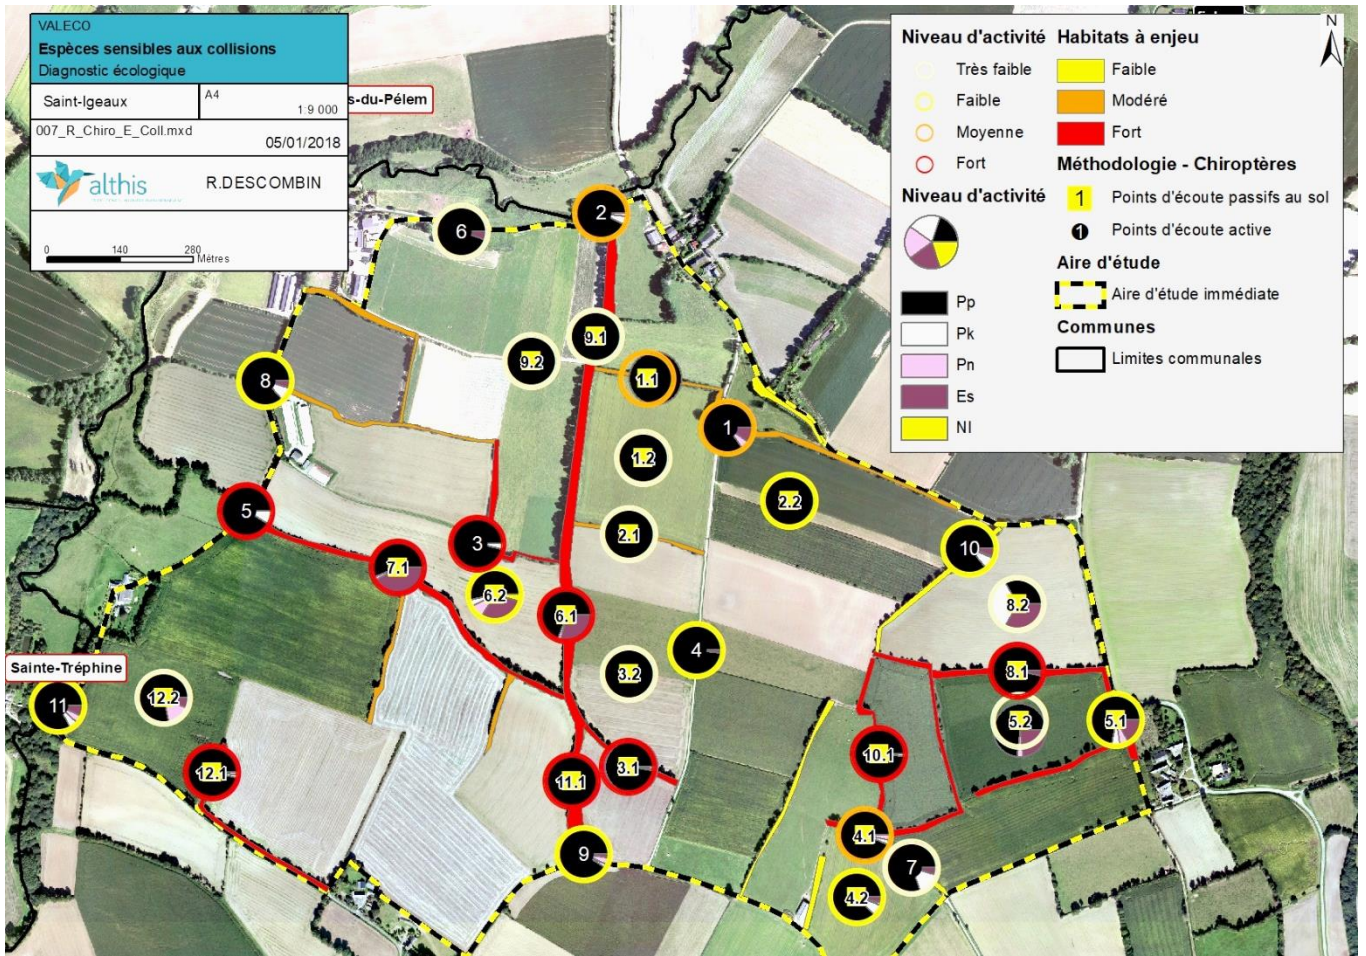 VALECO
Espèces sensibles aux collisions
Diagnostic écologique
Saint-Igeaux
A4
1:9 000
007_R_Chiro_E_Coll.mxd
05/01/2018
althis
R.DESCOMBIN
0 140 280
Mètres
s-du-Pélem
N
Niveau d'activité
Très faible
Faible
Moyenne
Fort
Niveau d'activité
Pp
Pk
Pn
Es
NI
Habitats à enjeu
Faible
Modéré
Fort
Méthodologie - Chiroptères
1 Points d'écoute passifs au sol
1 Points d'écoute active
Aire d'étude
Aire d'étude immédiate
Communes
Limites communales
2
6
9.1
9.2
1.1
8
1
1.2
2.2
5
2.1
3
10
7.1
6.2
8.2
6.1
4
Sainte-Tréphine
3.2
8.1
12.2
11
5.2
5.1
10.1
12.1
3.1
11.1
4.1
9
7
4.2